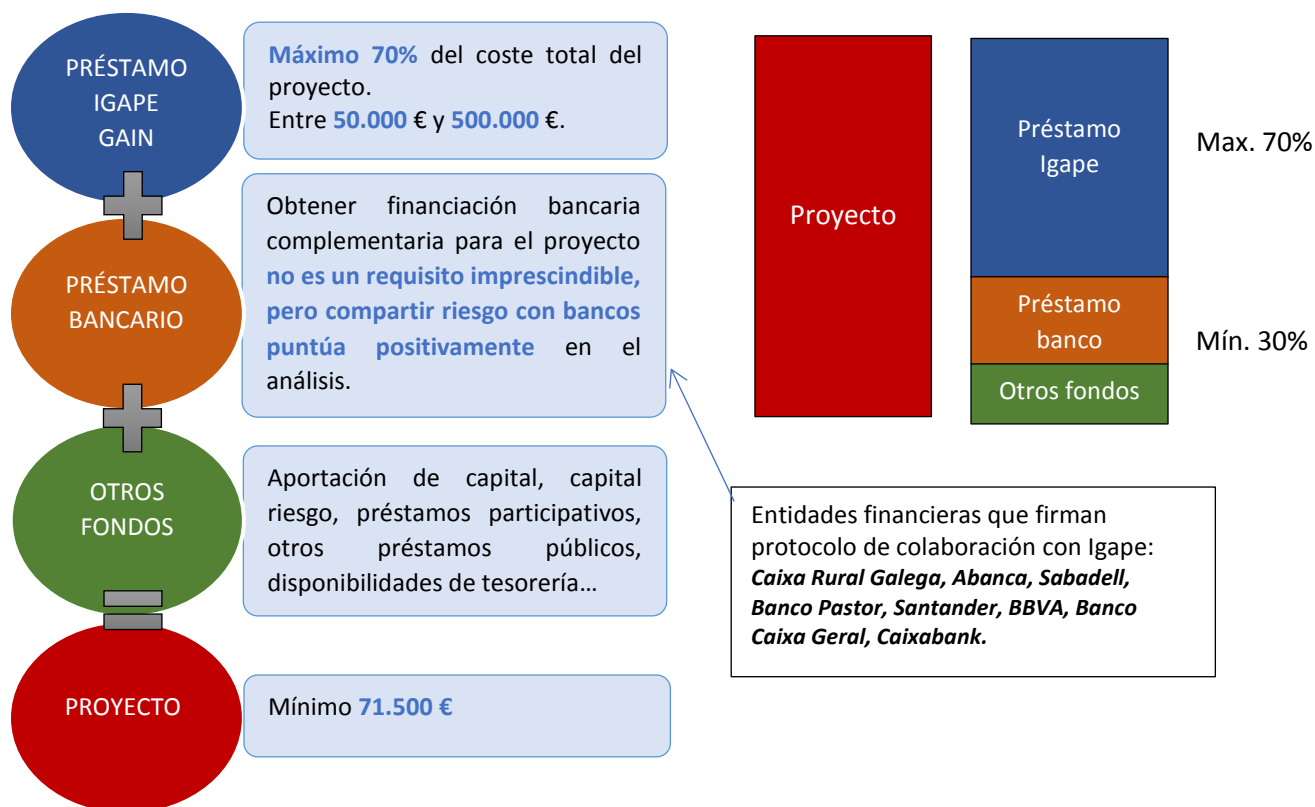 PRÉSTAMO
IGAPE
GAIN
Máximo 70% del coste total del
proyecto.
Entre 50.000 € y 500.000 €.
PRÉSTAMO
BANCARIO
Obtener financiación bancaria
complementaria para el proyecto
no es un requisito imprescindible,
pero compartir riesgo con bancos
puntúa positivamente en el
análisis.
OTROS
FONDOS
Aportación de capital, capital
riesgo, préstamos participativos,
otros préstamos públicos,
disponibilidades de tesorería…
PROYECTO
Mínimo 71.500 €
Proyecto
Préstamo
Igape
Max. 70%
Préstamo
banco
Mín. 30%
Otros fondos
Entidades financieras que firman
protocolo de colaboración con Igape:
Caixa Rural Galega, Abanca, Sabadell,
Banco Pastor, Santander, BBVA, Banco
Caixa Geral, Caixabank.